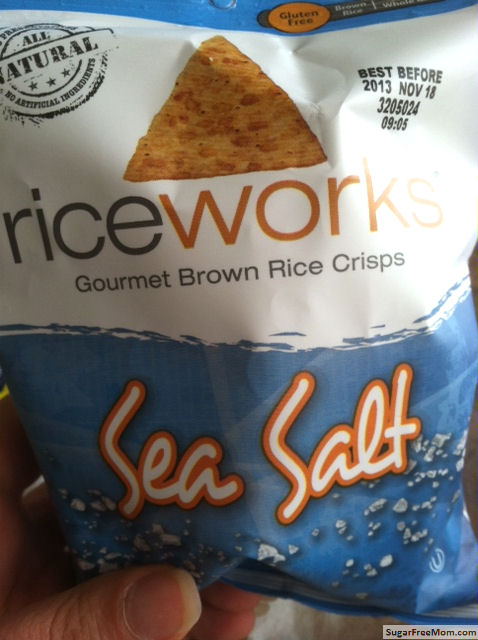 Gluten
Free
Brown
Rice
ALL
NATURAL
NO ARTIFICIAL INGREDIENTS
BEST BEFORE
2013 NOV 18
3205024
09:05
riceworks
Gourmet Brown Rice Crisps
Sea Salt
U
SugarFreeMom.com